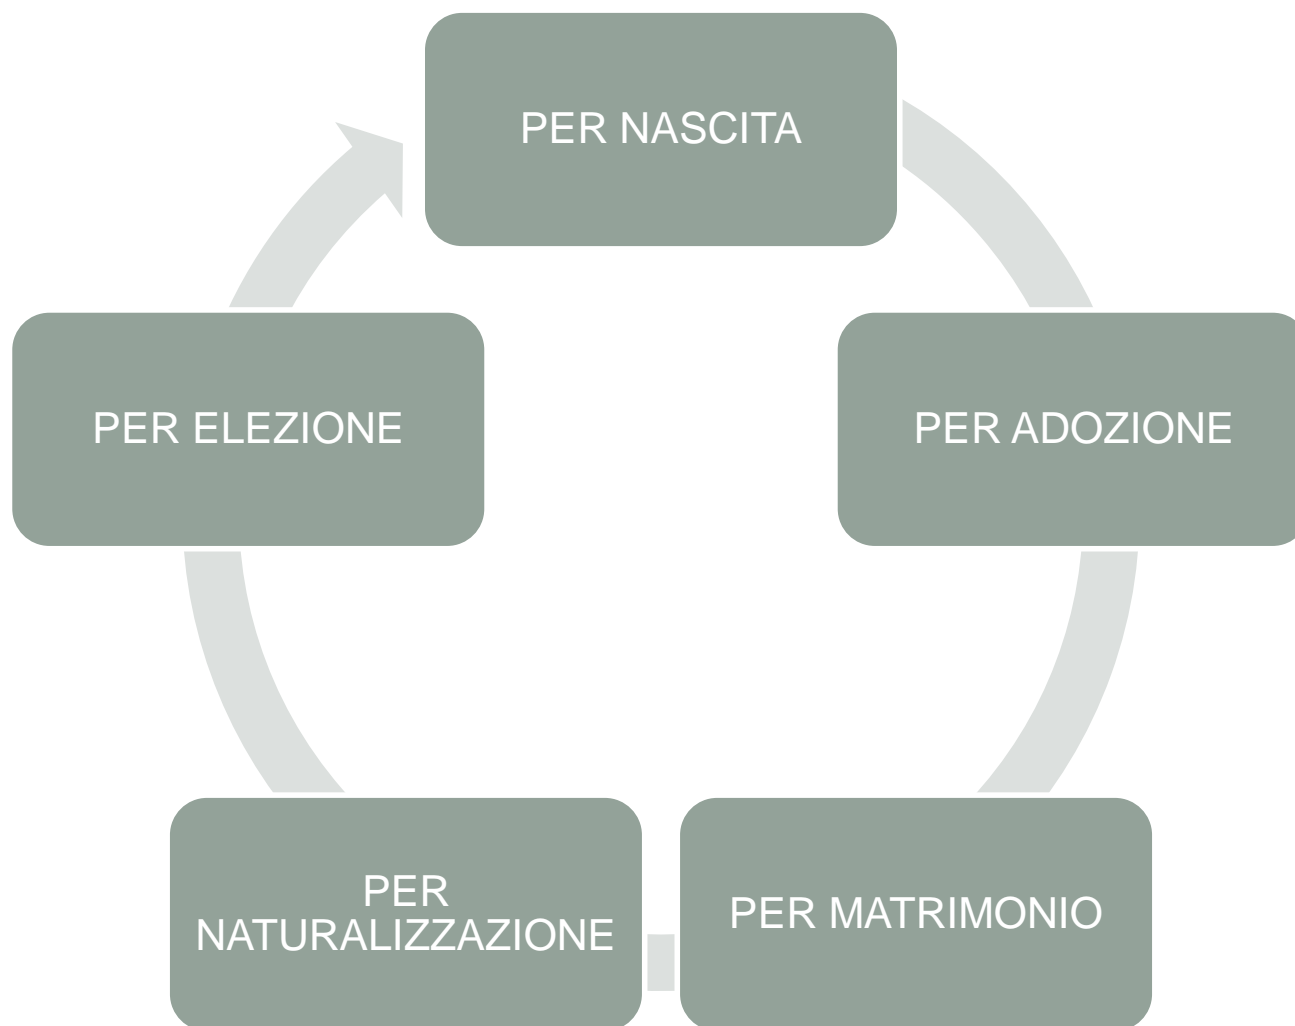 PER NASCITA
PER ELEZIONE
PER ADOZIONE
PER
NATURALIZZAZIONE
PER MATRIMONIO